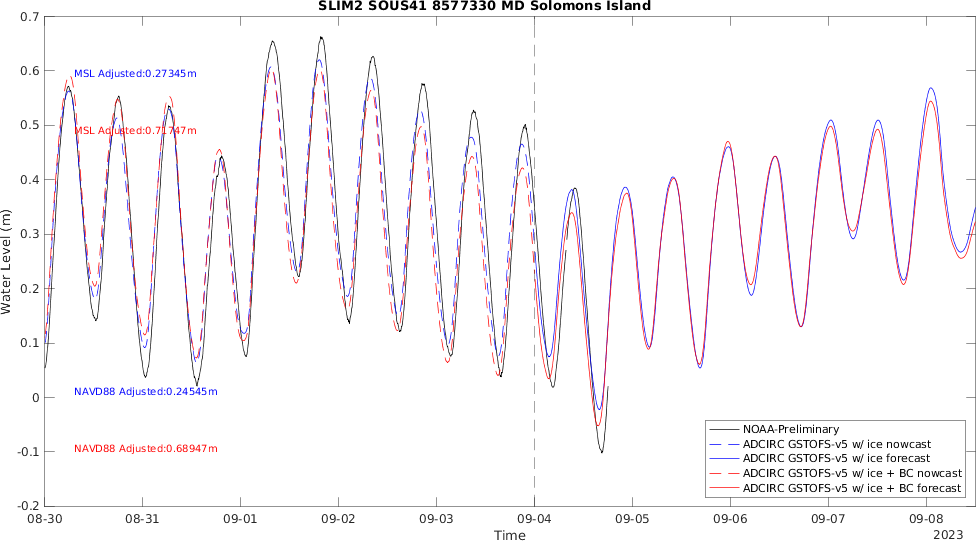 SLIM2 SOUS41 8577330 MD Solomons Island
0.7
0.6
0.5
0.4
0.3
0.2
0.1
0
-0.1
-0.2
Water Level (m)
MSL Adjusted:0.27345m
MSL Adjusted:0.71747m
NAVD88 Adjusted:0.24545m
NAVD88 Adjusted:0.68947m
NOAA-Preliminary
ADCIRC GSTOFS-v5 w/ ice nowcast
ADCIRC GSTOFS-v5 w/ ice forecast
ADCIRC GSTOFS-v5 w/ ice + BC nowcast
ADCIRC GSTOFS-v5 w/ ice + BC forecast
08-30 08-31 09-01 09-02 09-03 09-04 09-05 09-06 09-07 09-08
Time
2023